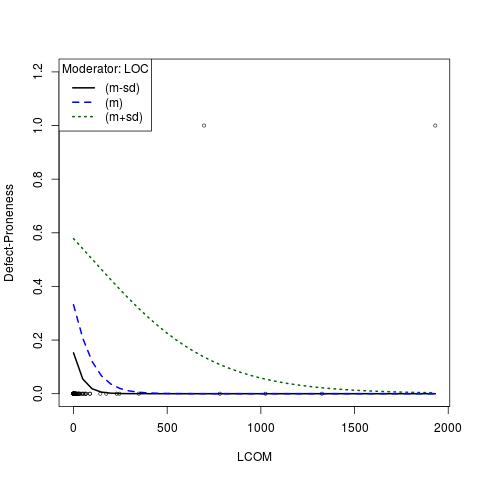 Moderator: LOC
(m-sd)
(m)
(m+sd)
Defect-Proneness
1.2
1.0
0.8
0.6
0.4
0.2
0.0
0 500 1000 1500 2000
LCOM